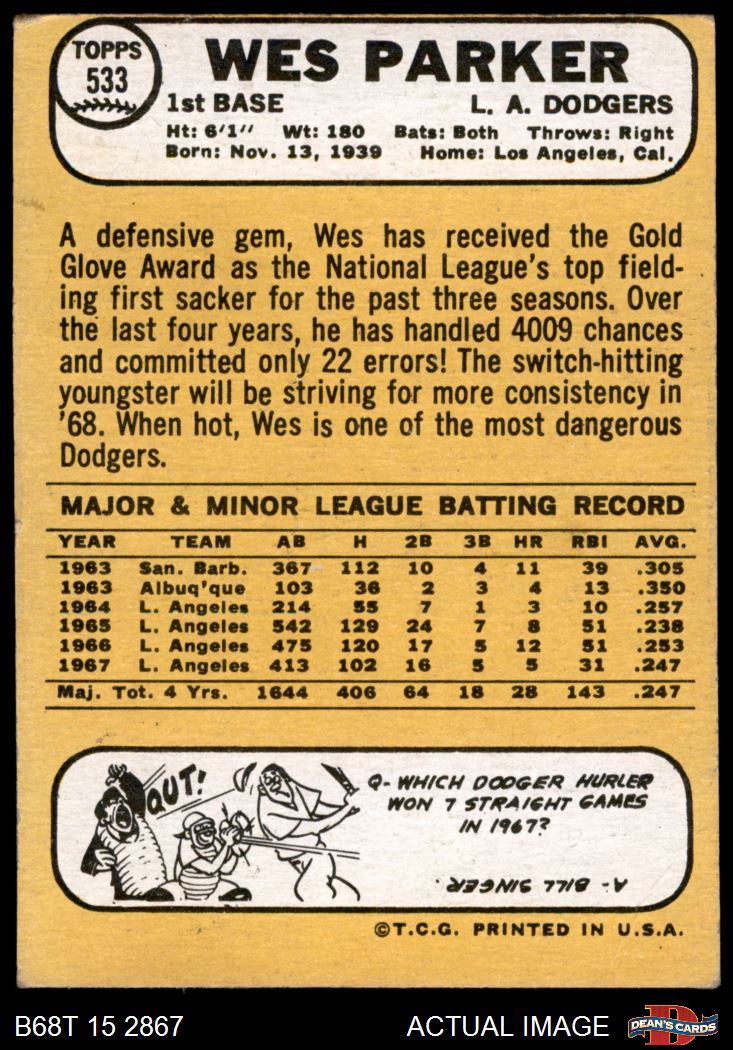 TOPPS
533
WES PARKER
1st BASE L. A. DODGERS
Ht: 6'1" Wt: 180 Bats: Both Throws: Right
Born: Nov. 13, 1939 Home: Los Angeles, Cal.
A defensive gem, Wes has received the Gold
Glove Award as the National League's top field-
ing first sacker for the past three seasons. Over
the last four years, he has handled 4009 chances
and committed only 22 errors! The switch-hitting
youngster will be striving for more consistency in
'68. When hot, Wes is one of the most dangerous
Dodgers.
MAJOR & MINOR LEAGUE BATTING RECORD
YEAR TEAM AB H 2B 3B HR RBI AVG.
1963 San. Barb. 367 112 10 4 11 39 .305
1963 Albuq'que 103 36 2 3 4 13 .350
1964 L. Angeles 214 55 7 1 3 10 .257
1965 L. Angeles 542 129 24 7 8 51 .238
1966 L. Angeles 475 120 17 5 12 51 .253
1967 L. Angeles 413 102 16 5 5 31 .247
Maj. Tot. 4 Yrs. 1644 406 64 18 28 143 .247
OUT!
Q- WHICH DODGER HURLER
WON 7 STRAIGHT GAMES
IN 1967?
A- BILL SINGER
©T.C.G. PRINTED IN U.S.A.
B68T 15 2867 ACTUAL IMAGE DEAN'S CARDS